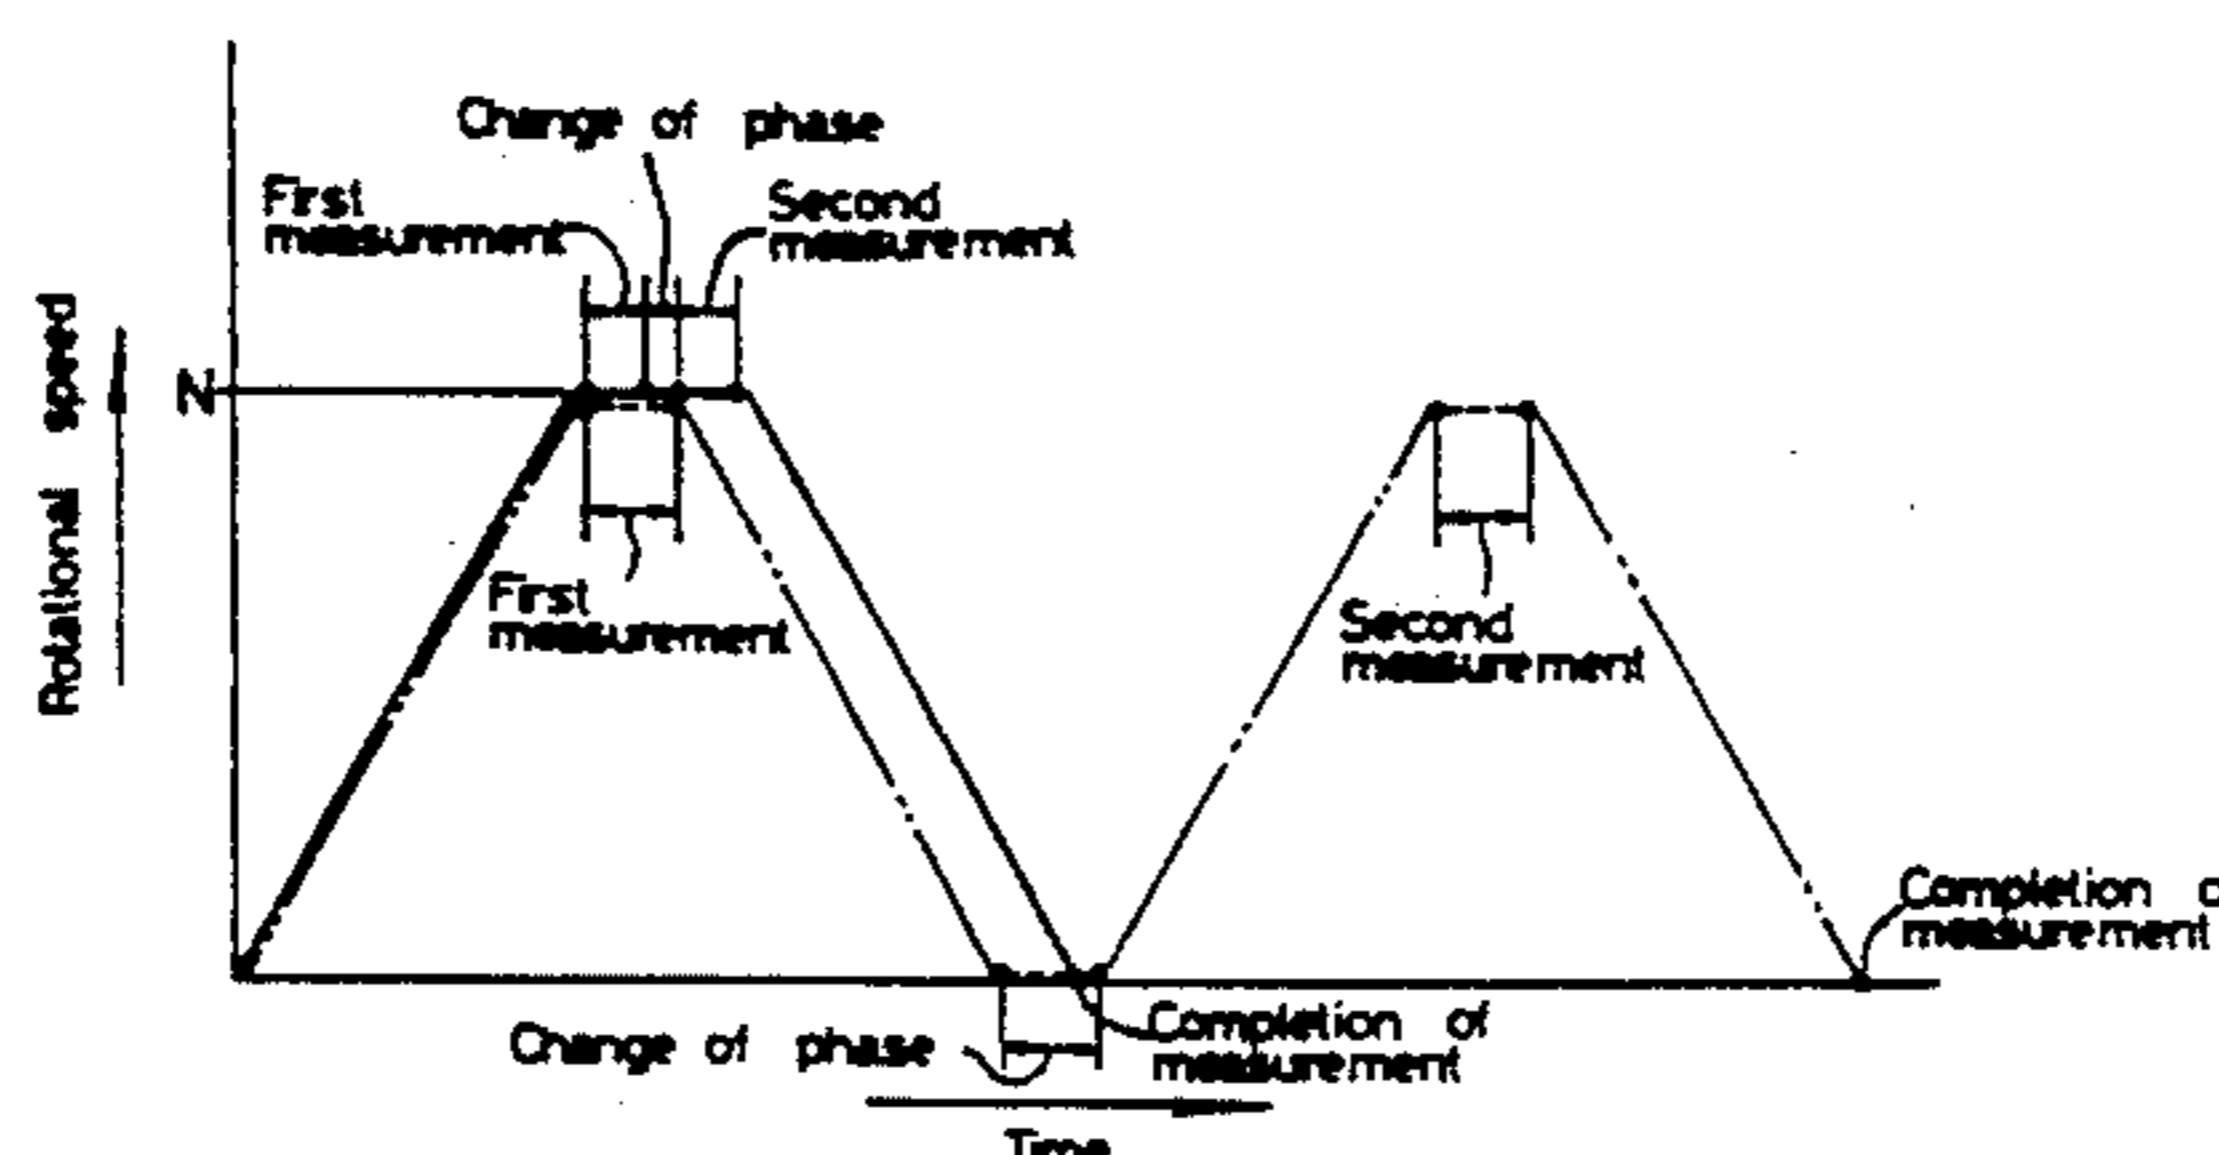 Change of phase
First
measurement
Second
measurement
Rotational speed
N
First
measurement
Second
measurement
Completion o
measurement
Change of phase
Completion of
measurement
Time